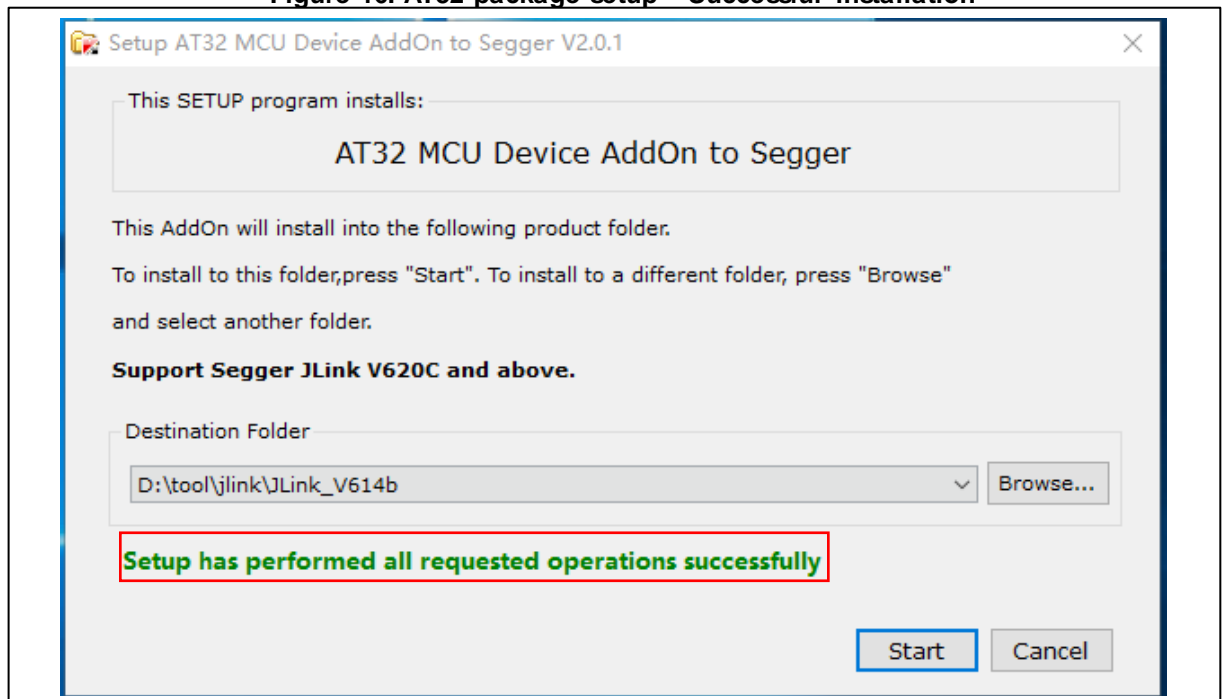 Setup AT32 MCU Device AddOn to Segger V2.0.1
This SETUP program installs:
AT32 MCU Device AddOn to Segger
This AddOn will install into the following product folder.
To install to this folder,press "Start". To install to a different folder, press "Browse"
and select another folder.
Support Segger JLink V620C and above.
Destination Folder
D:\tool\jlink\JLink_V614b
Browse...
Setup has performed all requested operations successfully
Start
Cancel